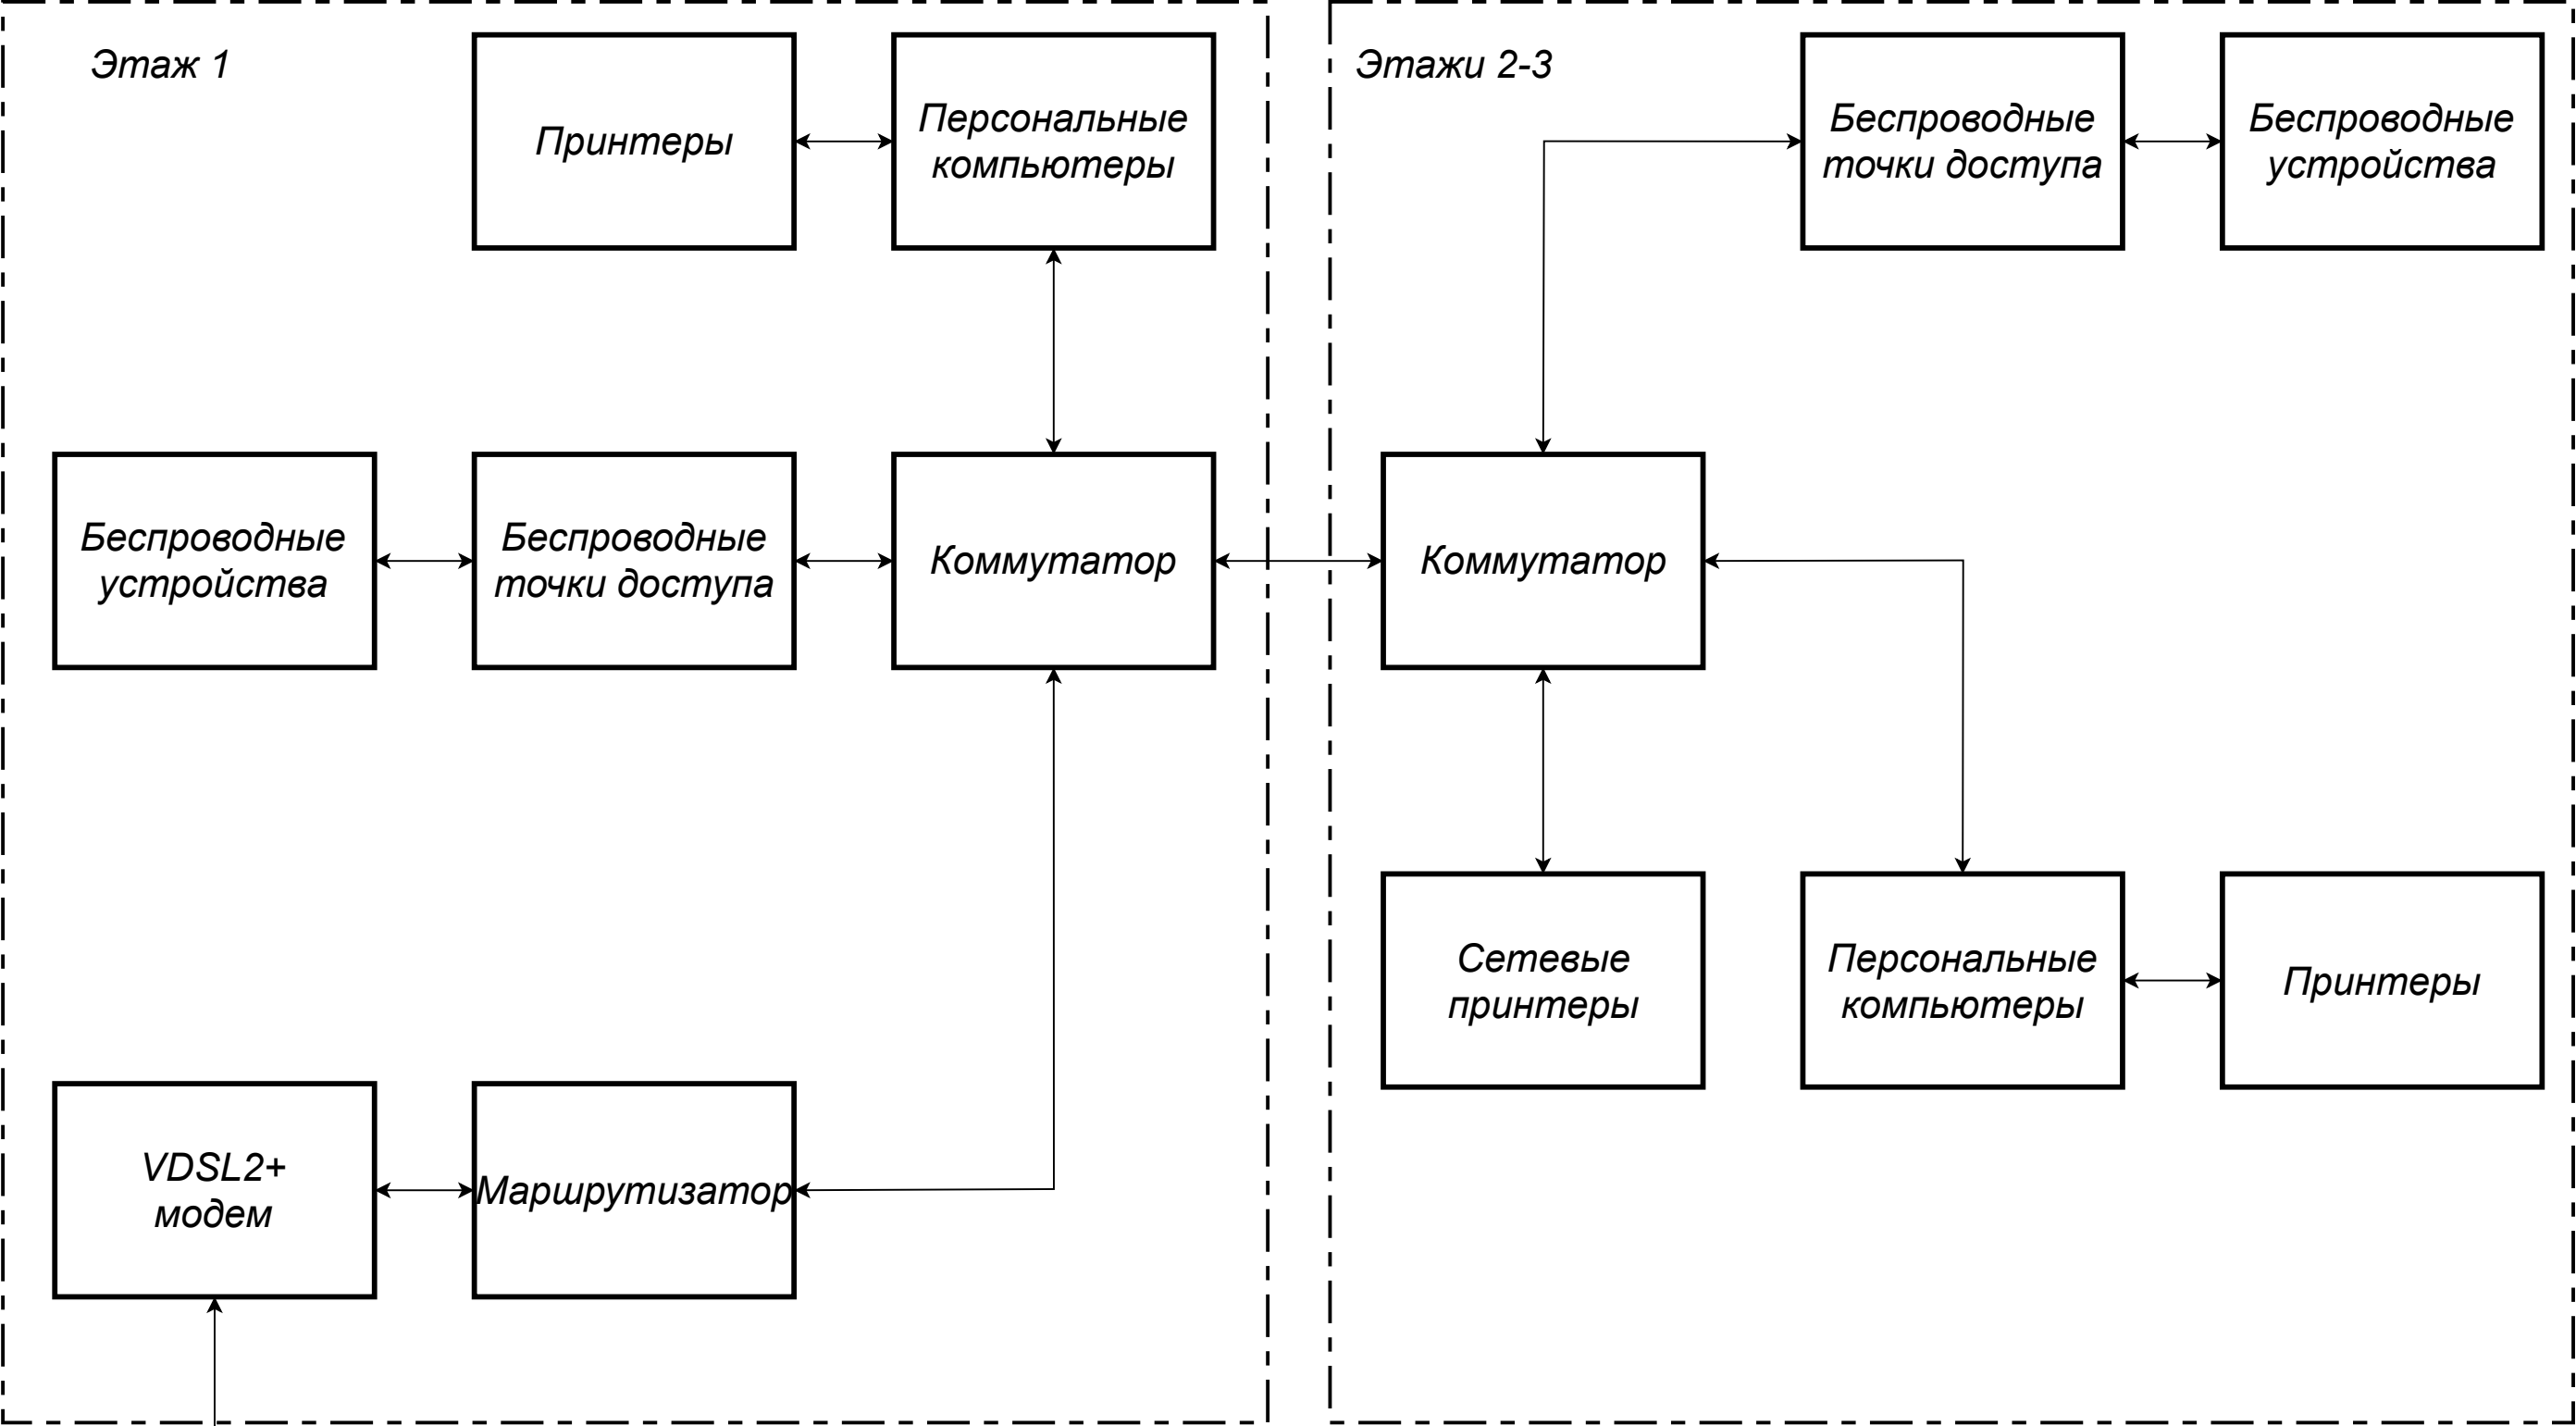 Этаж 1
Принтеры
Персональные
компьютеры
Беспроводные
устройства
Беспроводные
точки доступа
Коммутатор
VDSL2+
модем
Маршрутизатор
Этажи 2-3
Беспроводные
точки доступа
Беспроводные
устройства
Коммутатор
Сетевые
принтеры
Персональные
компьютеры
Принтеры